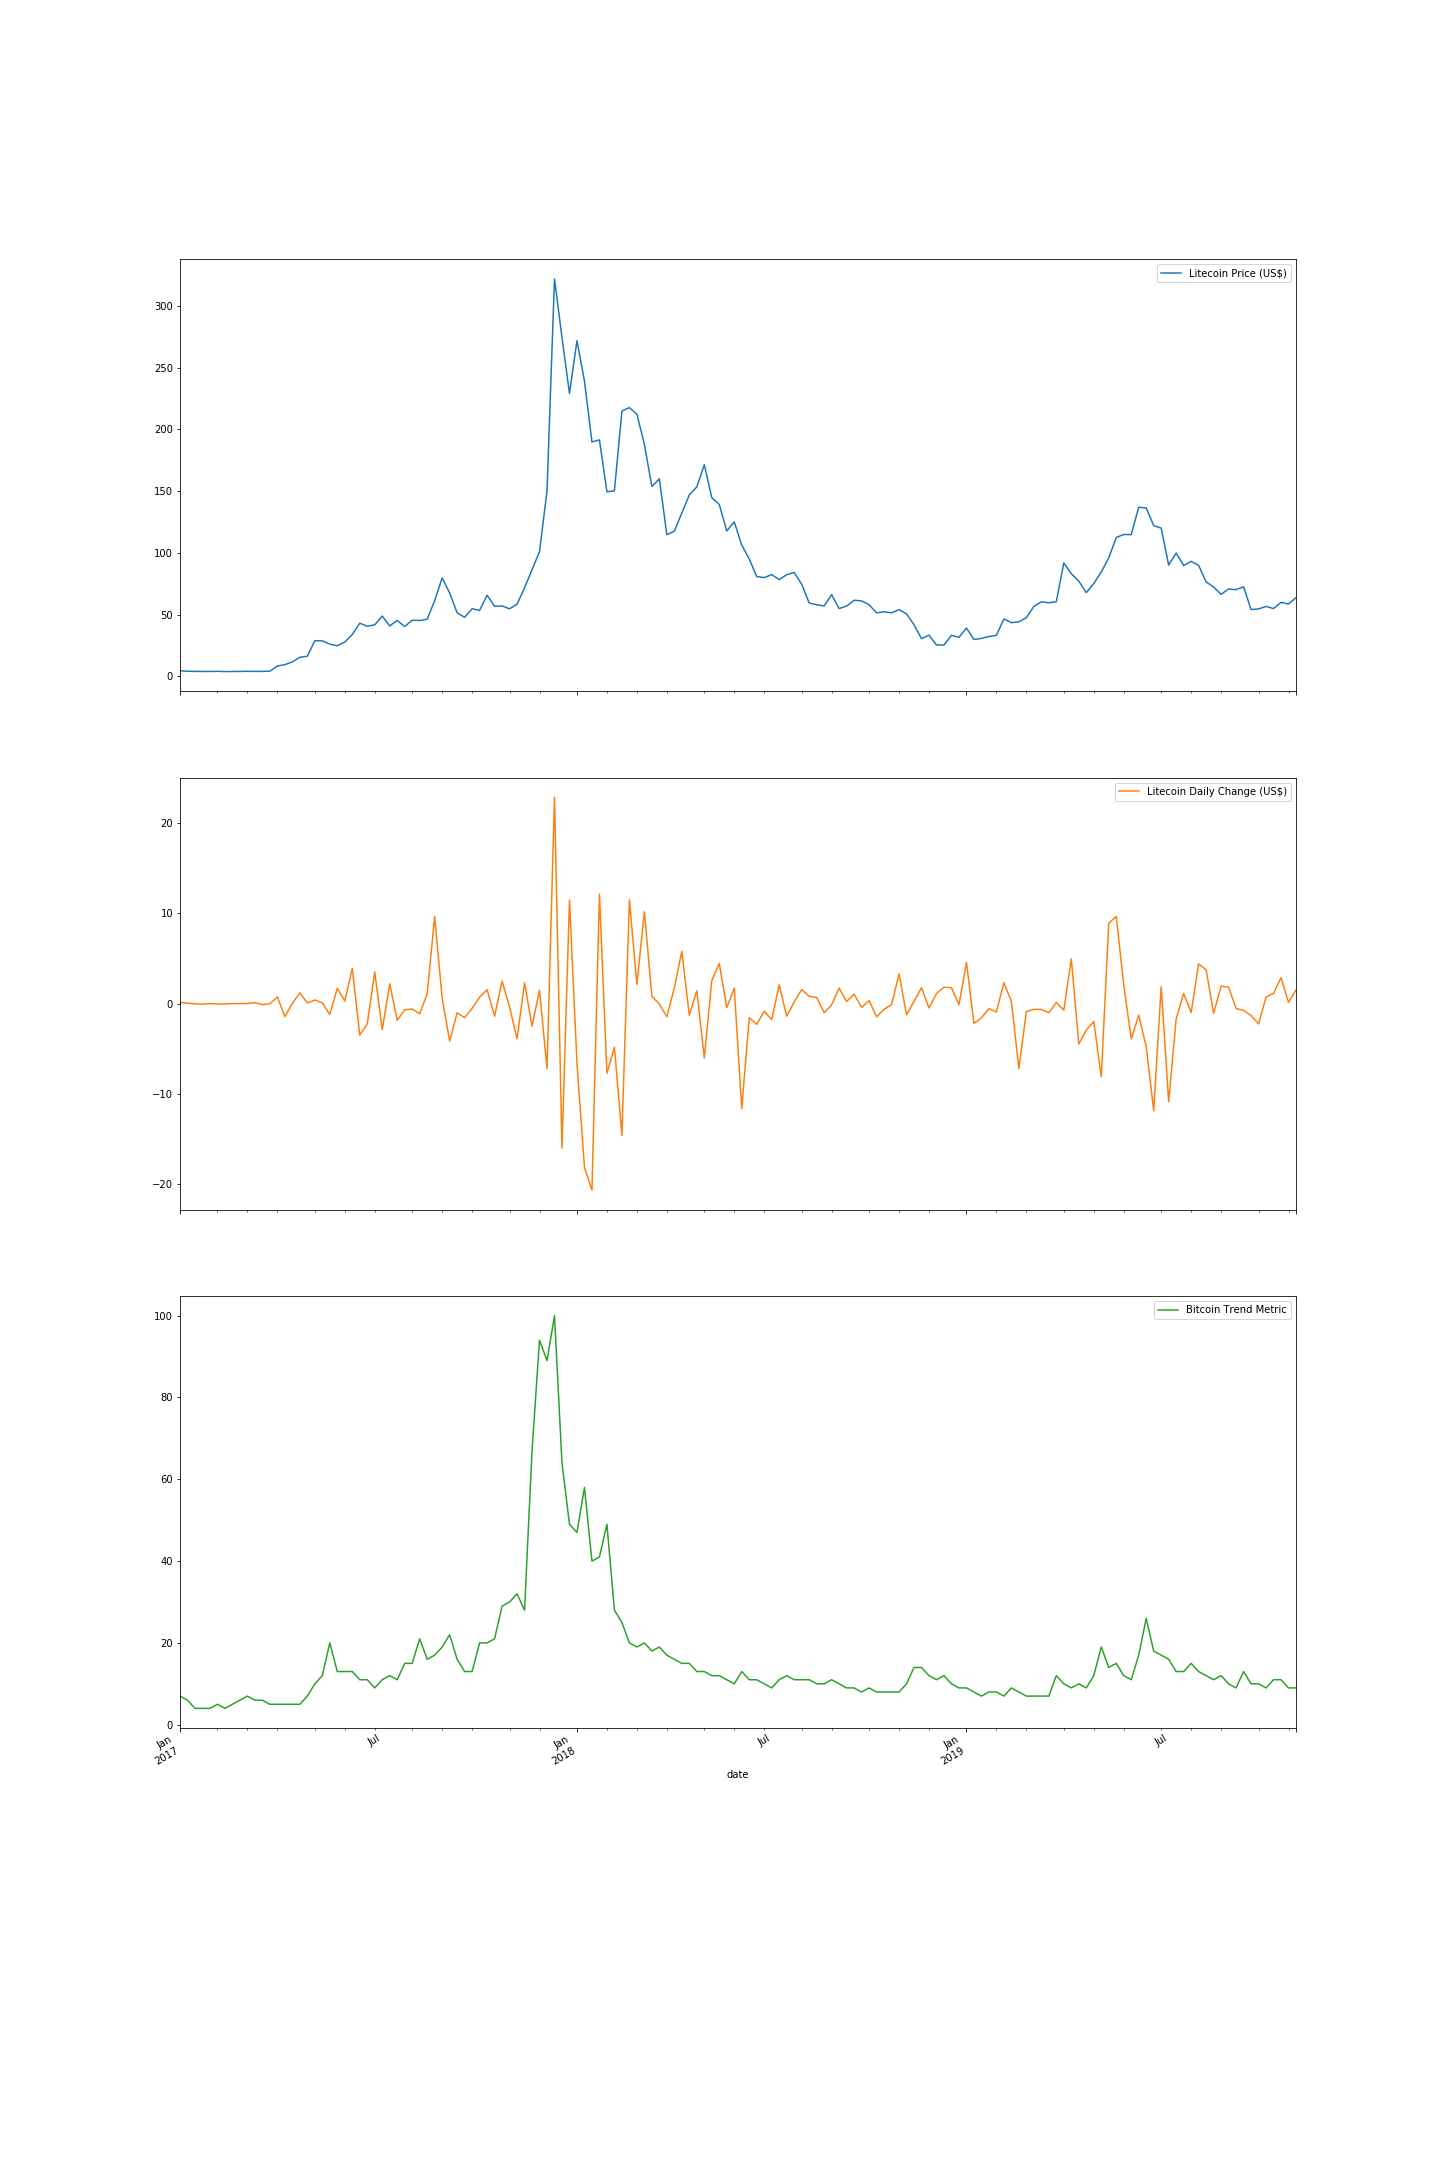 Litecoin Price (US$)
300
250
200
150
100
50
0
Litecoin Daily Change (US$)
20
10
0
−10
−20
Bitcoin Trend Metric
100
80
60
40
20
0
Jan
2017
Jul
Jan
2018
Jul
Jan
2019
Jul
date